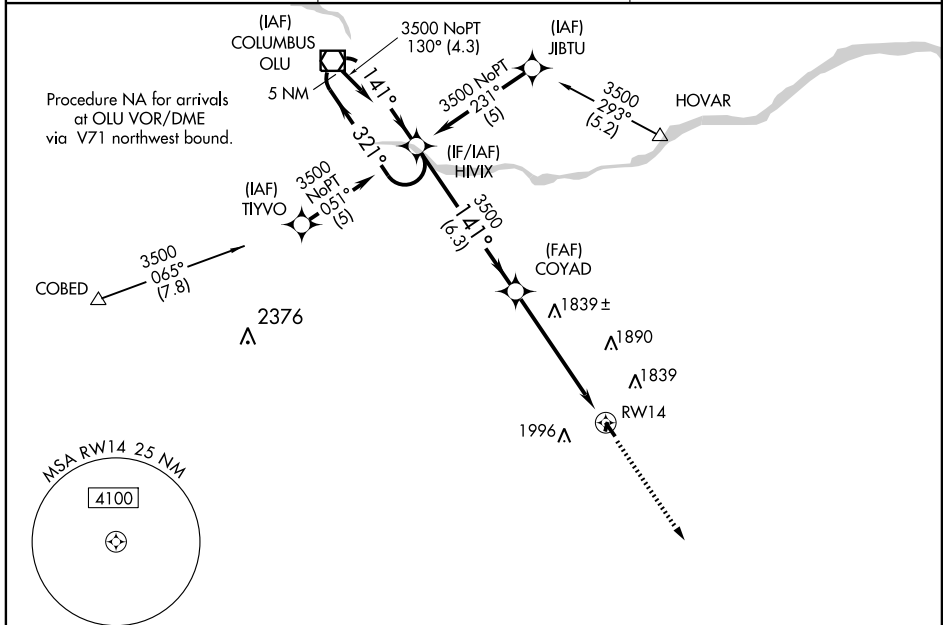 (IAF)
COLUMBUS
OLU
3500 NoPT
130° (4.3)
(IAF)
JIBTU
5 NM
141°
3500 NoPT
231°
(5)
3500
293°
(5.2)
HOVAR
Procedure NA for arrivals
at OLU VOR/DME
via V71 northwest bound.
321°
(IF/IAF)
HIVIX
(IAF)
TIYVO
3500
NoPT
051°
(5)
3500
141°
(6.3)
3500
065°
(7.8)
COBED
(FAF)
COYAD
1839 ±
2376
1890
1839
RW14
1996
MSA RW14 25 NM
4100